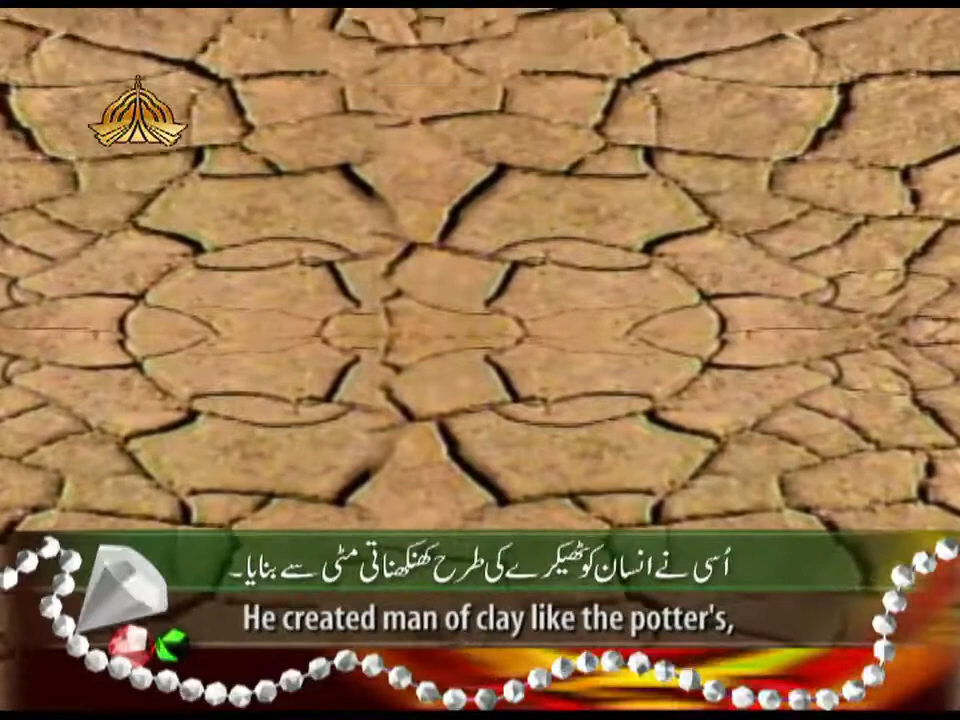 اُسی نے انسان کو ٹھیکرے کی طرح کھنکھناتی مٹی سے بنایا۔
He created man of clay like the potter's,